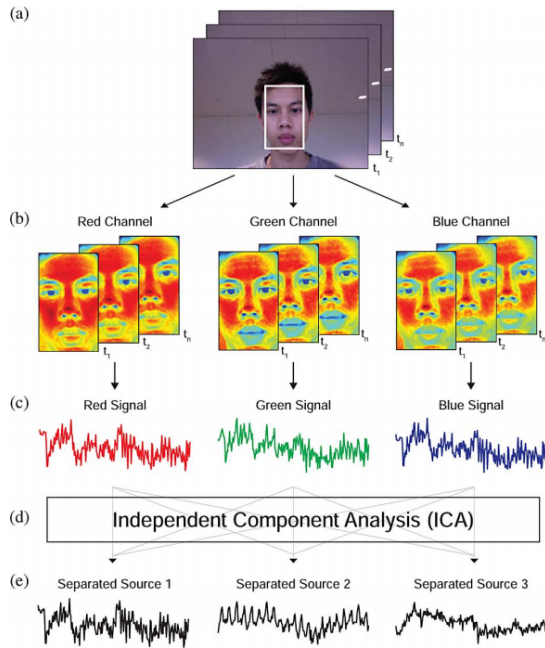 (a)
t1
t2
tn
(b)
Red Channel
Green Channel
Blue Channel
t1
t2
tn
t1
t2
tn
t1
t2
tn
(c)
Red Signal
Green Signal
Blue Signal
(d)
Independent Component Analysis (ICA)
(e)
Separated Source 1
Separated Source 2
Separated Source 3